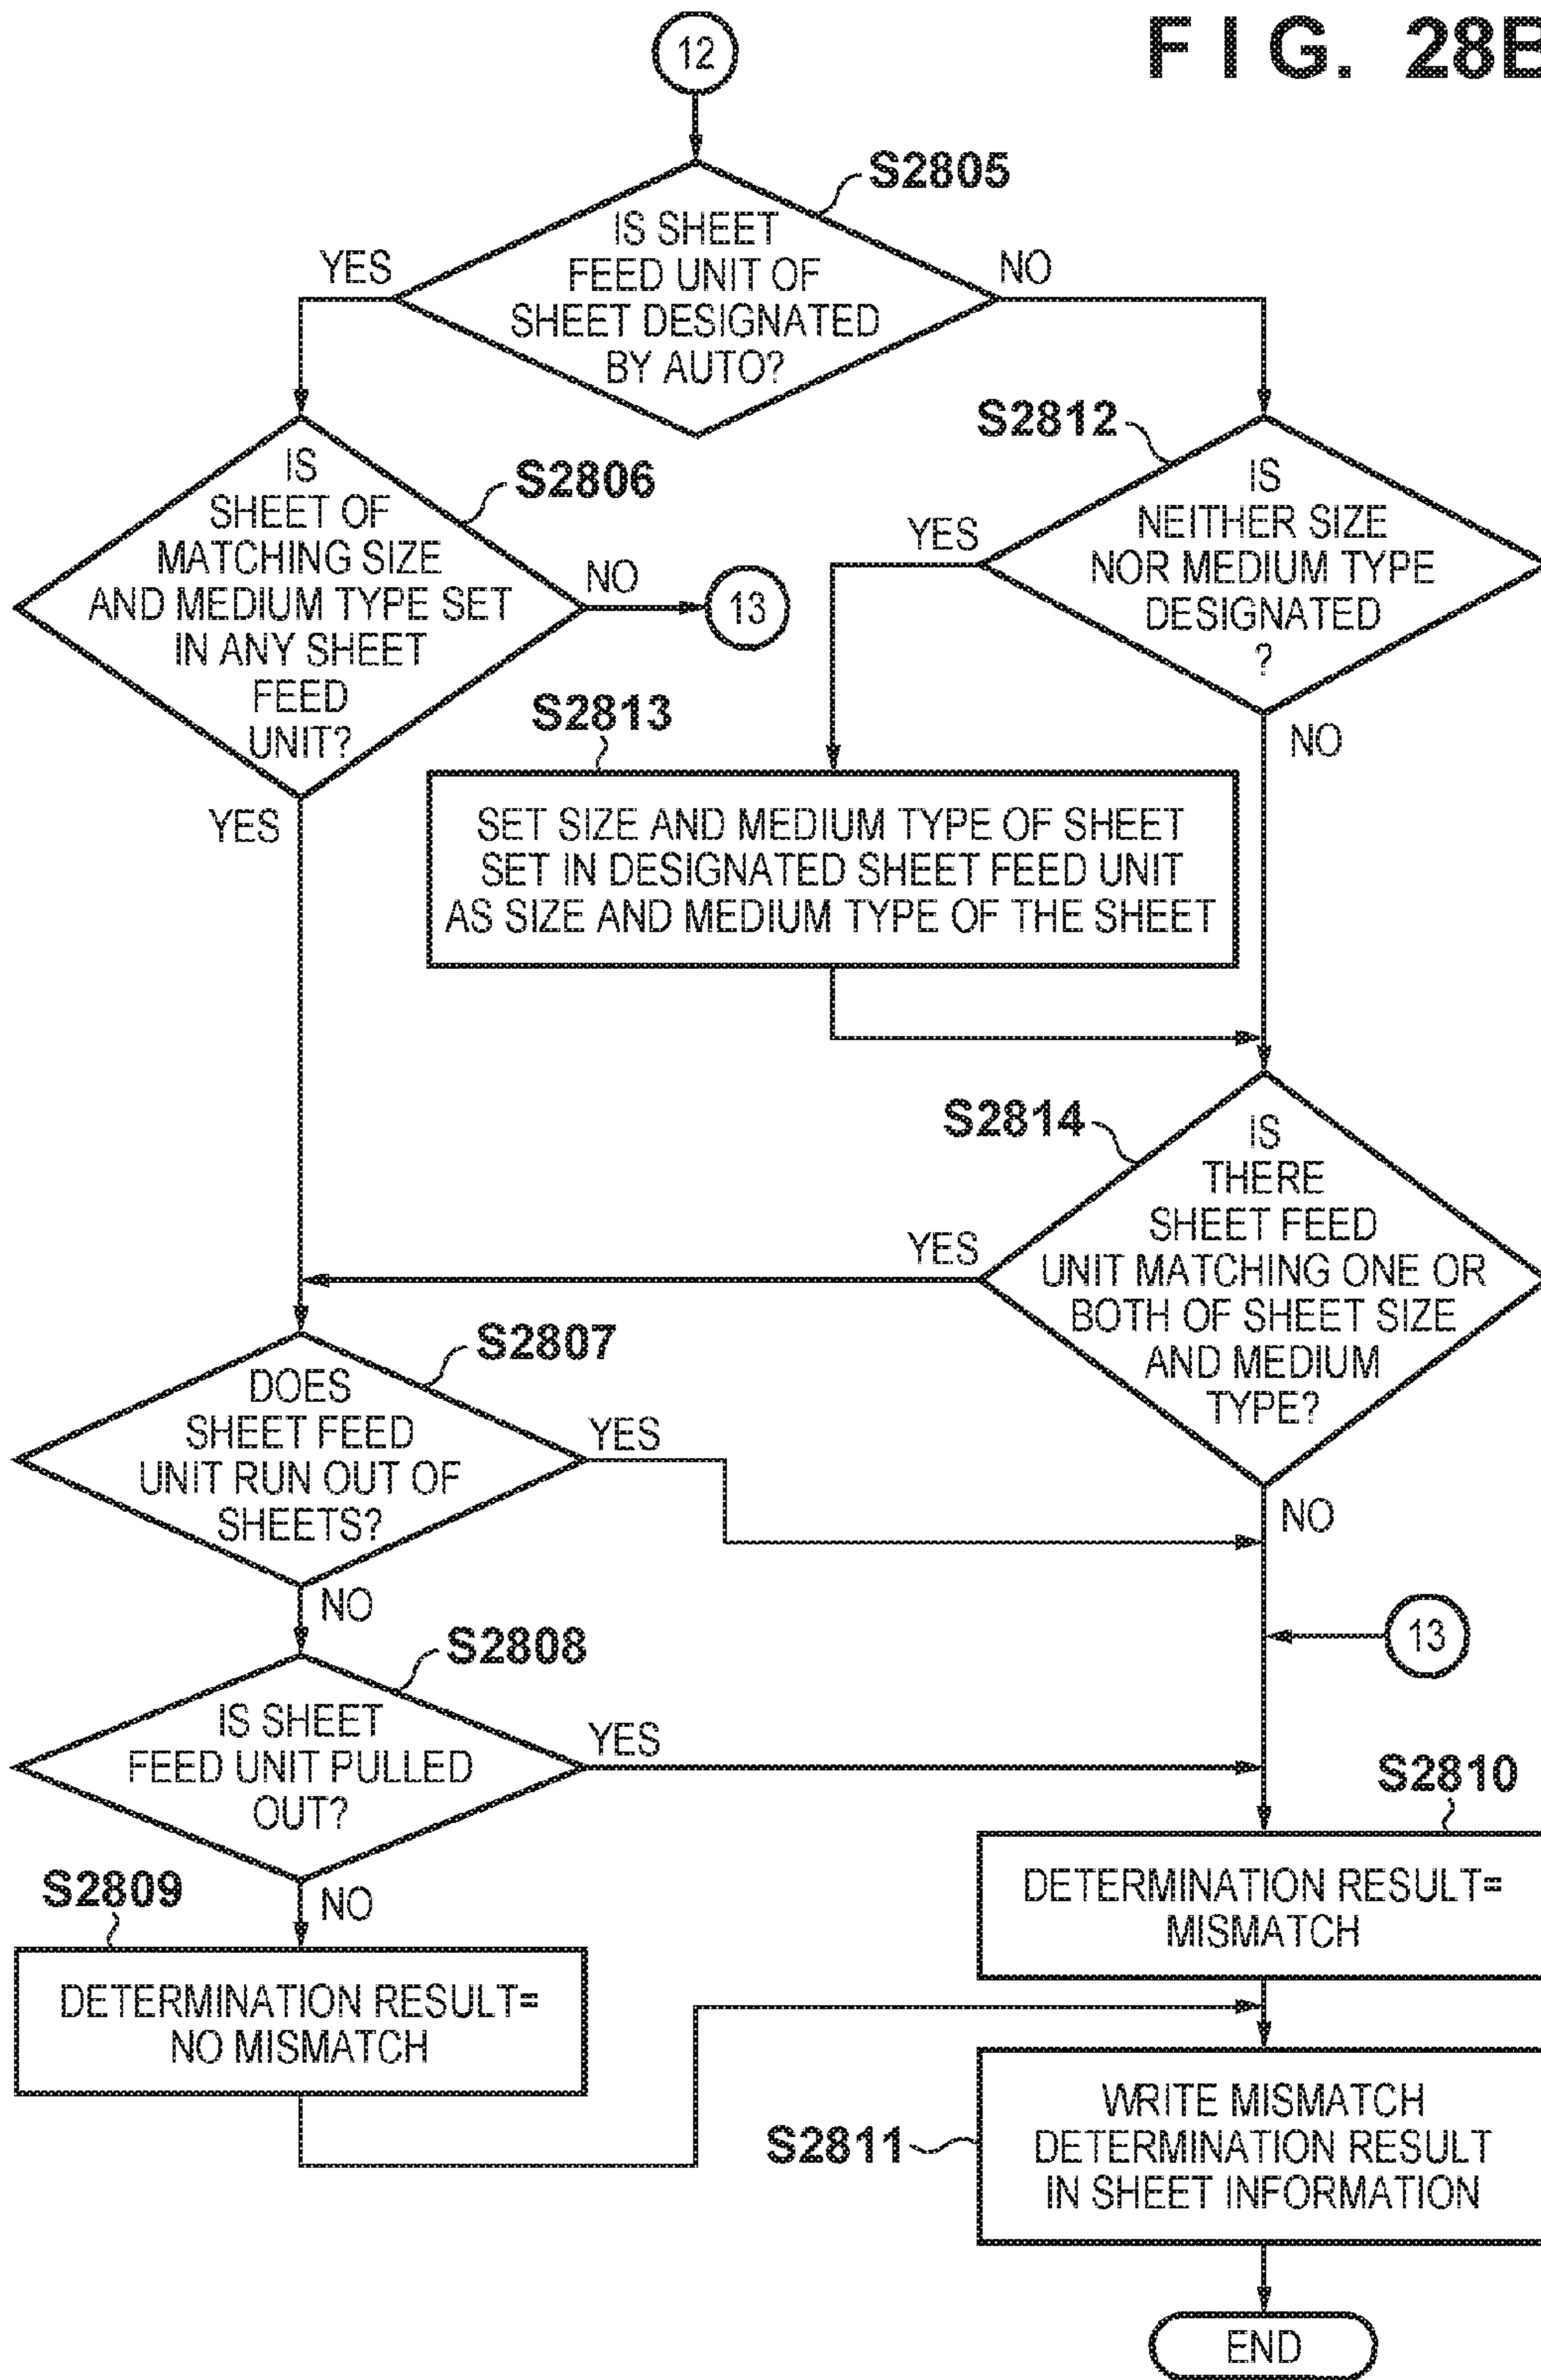 FIG. 28B
12
S2805
IS SHEET
FEED UNIT OF
SHEET DESIGNATED
BY AUTO?
YES
NO
S2806
IS
SHEET OF
MATCHING SIZE
AND MEDIUM TYPE SET
IN ANY SHEET
FEED
UNIT?
NO
13
YES
S2812
IS
NEITHER SIZE
NOR MEDIUM TYPE
DESIGNATED
?
YES
NO
S2813
SET SIZE AND MEDIUM TYPE OF SHEET
SET IN DESIGNATED SHEET FEED UNIT
AS SIZE AND MEDIUM TYPE OF THE SHEET
S2814
IS
THERE
SHEET FEED
UNIT MATCHING ONE OR
BOTH OF SHEET SIZE
AND MEDIUM
TYPE?
YES
NO
S2807
DOES
SHEET FEED
UNIT RUN OUT OF
SHEETS?
YES
NO
13
S2808
IS SHEET
FEED UNIT PULLED
OUT?
YES
NO
S2809
DETERMINATION RESULT=
NO MISMATCH
S2810
DETERMINATION RESULT=
MISMATCH
S2811
WRITE MISMATCH
DETERMINATION RESULT
IN SHEET INFORMATION
END